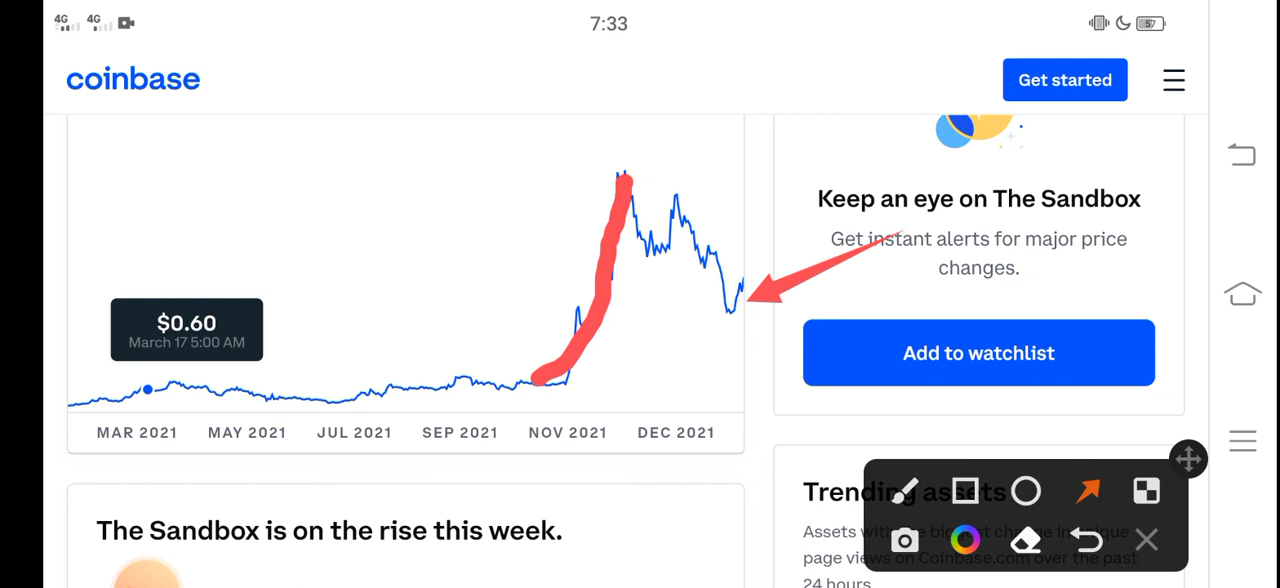 4G 4G
7:33
57
coinbase
Get started
Keep an eye on The Sandbox
Get instant alerts for major price
changes.
Add to watchlist
$0.60
March 17 5:00 AM
MAR 2021 MAY 2021 JUL 2021 SEP 2021 NOV 2021 DEC 2021
The Sandbox is on the rise this week.
Trending assets
Assets with the biggest change in unique
page views on Coinbase.com over the past
24 hours